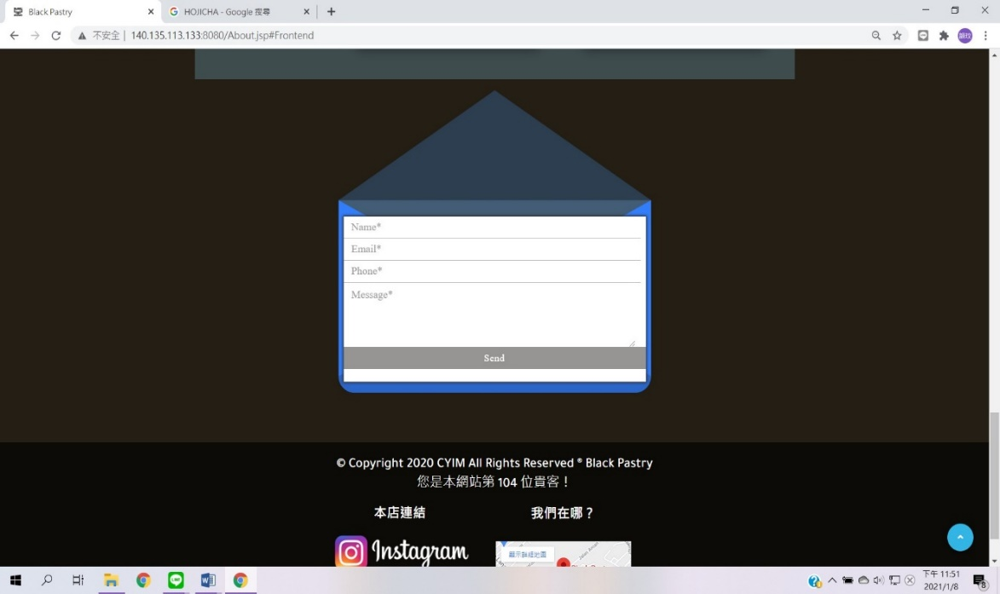 Black Pastry
HOJICHA - Google 搜尋
不安全 | 140.135.113.133:8080/About.jsp#Frontend
Name*
Email*
Phone*
Message*
Send
© Copyright 2020 CYIM All Rights Reserved ® Black Pastry
您是本網站第 104 位貴客！
本店連結
我們在哪？
Instagram
顯示詳細地圖
下午 11:51
2021/1/8